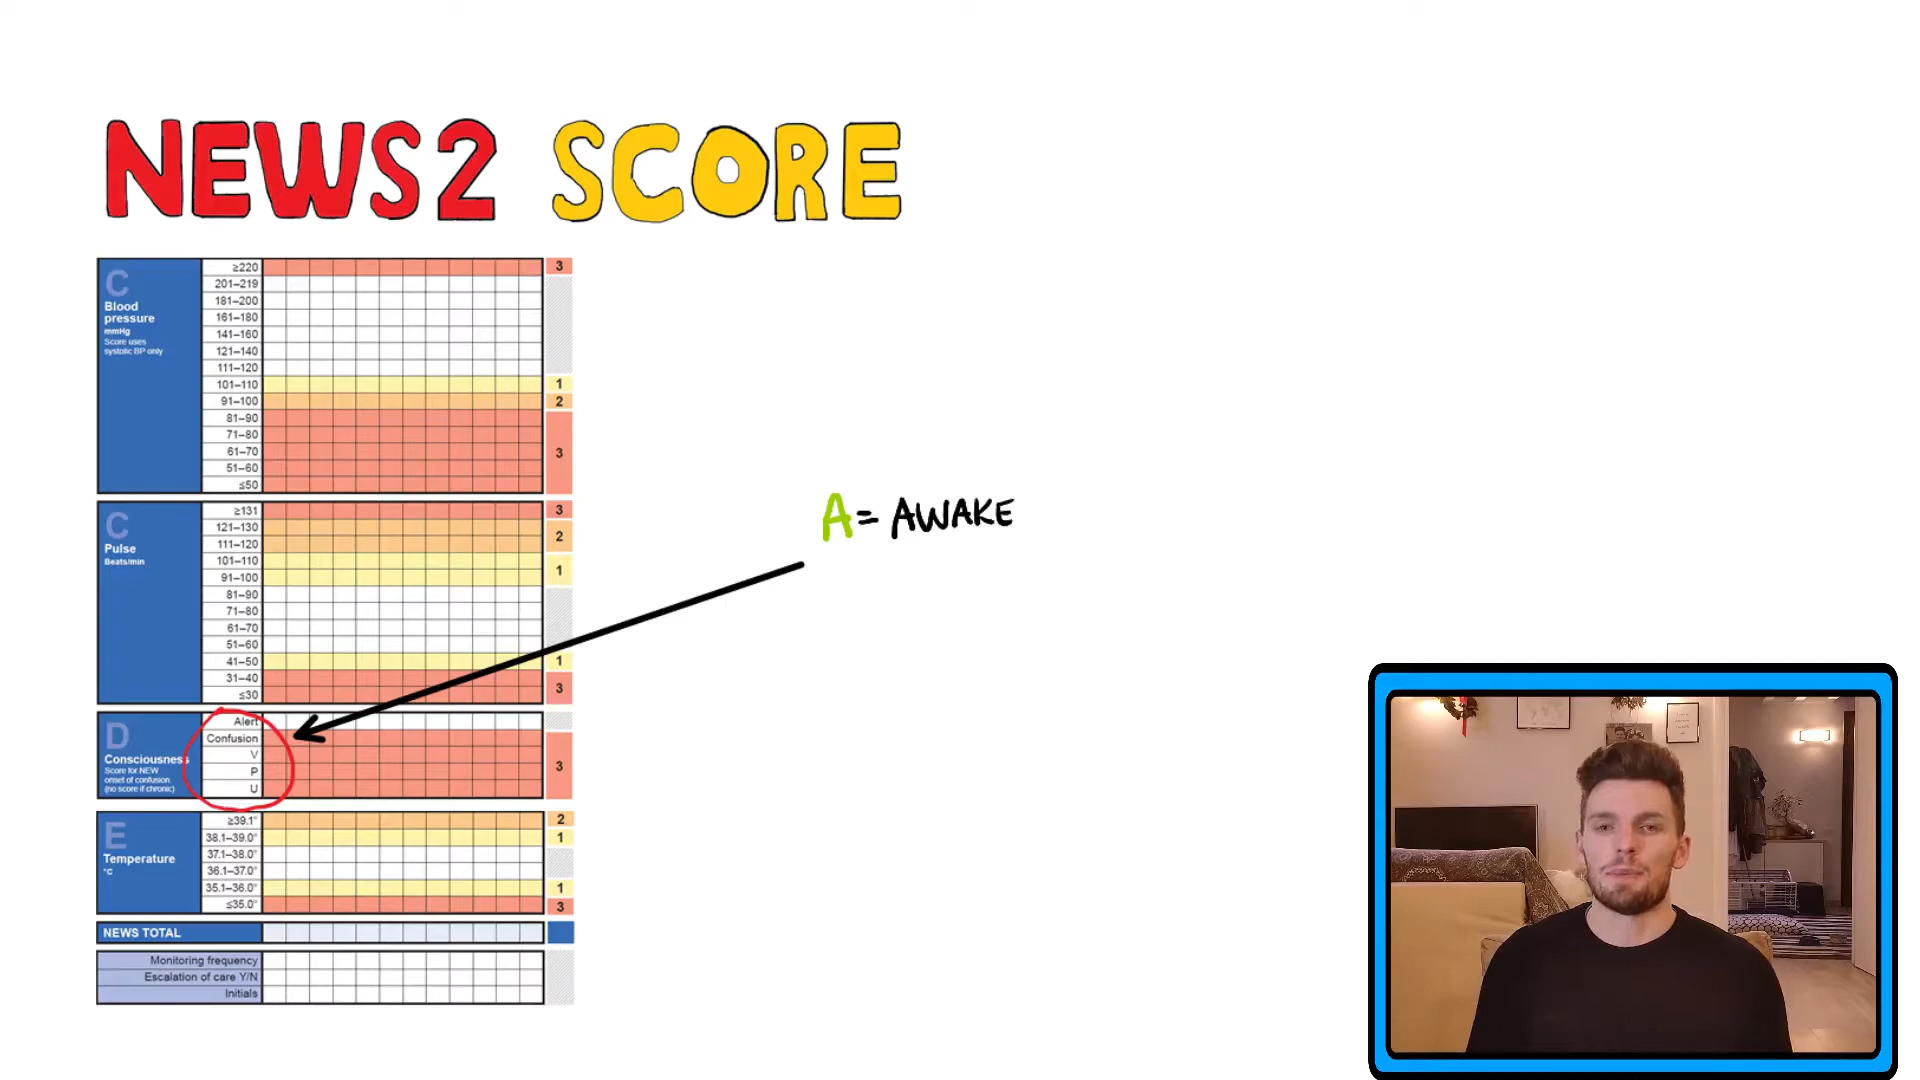 NEWS2 SCORE
C
Blood
pressure
mmHg
Score uses
systolic BP only
≥220 3
201–219
181–200
161–180
141–160
121–140
111–120
101–110 1
91–100 2
81–90
71–80
61–70 3
51–60
≤50
C
Pulse
Beats/min
≥131 3
121–130 2
111–120
101–110 1
91–100
81–90
71–80
61–70
51–60
41–50 1
31–40 3
≤30
A = AWAKE
D
Consciousness
Score for NEW
onset of confusion
(no score if chronic)
Alert
Confusion
V 3
P
U
E
Temperature
°C
≥39.1° 2
38.1–39.0° 1
37.1–38.0°
36.1–37.0°
35.1–36.0° 1
≤35.0° 3
NEWS TOTAL
Monitoring frequency
Escalation of care Y/N
Initials